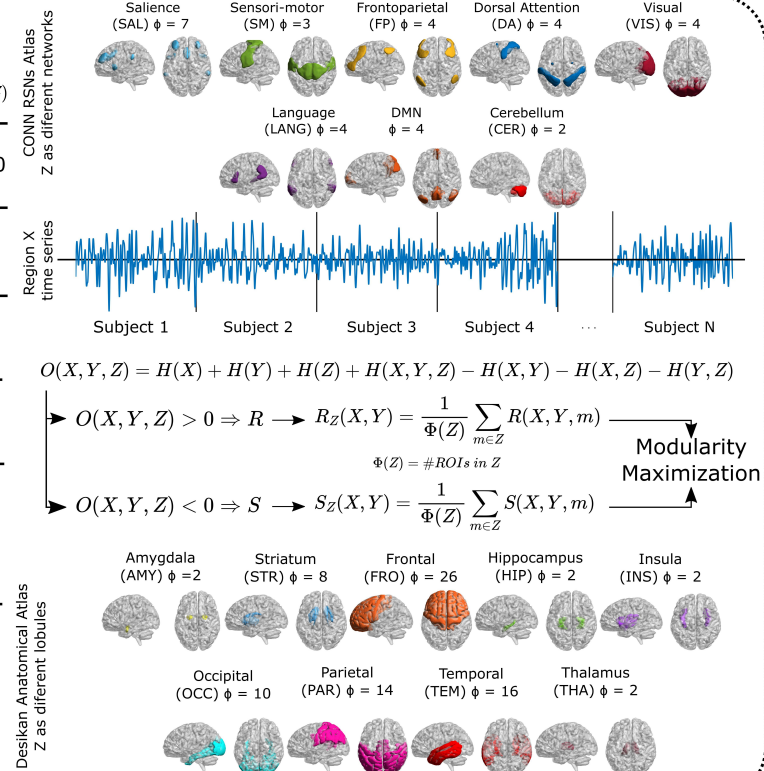 CONN RSNs Atlas
Z as diferent networks
Salience
(SAL) ϕ = 7
Sensori-motor
(SM) ϕ =3
Frontoparietal
(FP) ϕ = 4
Dorsal Attention
(DA) ϕ = 4
Visual
(VIS) ϕ = 4
Language
(LANG) ϕ =4
DMN
ϕ = 4
Cerebellum
(CER) ϕ = 2
Region X
time series
Subject 1
Subject 2
Subject 3
Subject 4
...
Subject N
O(X,Y,Z) = H(X) + H(Y) + H(Z) + H(X,Y,Z) − H(X,Y) − H(X,Z) − H(Y,Z)
O(X,Y,Z) > 0 ⇒ R → R_Z(X,Y) = 1/Φ(Z) ∑_{m∈Z} R(X,Y,m)
Φ(Z) = #ROIs in Z
O(X,Y,Z) < 0 ⇒ S → S_Z(X,Y) = 1/Φ(Z) ∑_{m∈Z} S(X,Y,m)
Modularity
Maximization
Desikan Anatomical Atlas
Z as diferent lobules
Amygdala
(AMY) ϕ =2
Striatum
(STR) ϕ = 8
Frontal
(FRO) ϕ = 26
Hippocampus
(HIP) ϕ = 2
Insula
(INS) ϕ = 2
Occipital
(OCC) ϕ = 10
Parietal
(PAR) ϕ = 14
Temporal
(TEM) ϕ = 16
Thalamus
(THA) ϕ = 2